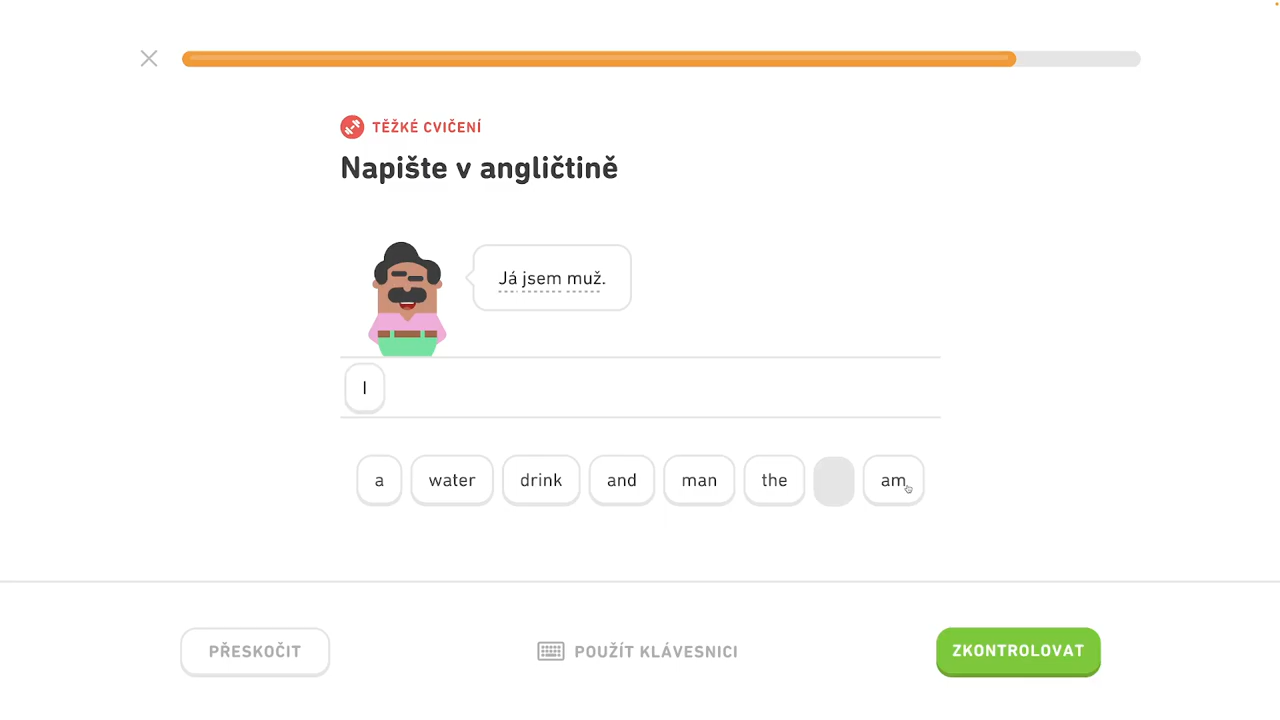 TĚŽKÉ CVIČENÍ
Napište v angličtině
Já jsem muž.
I
a water drink and man the am
PŘESKOČIT POUŽÍT KLÁVESNICI ZKONTROLOVAT